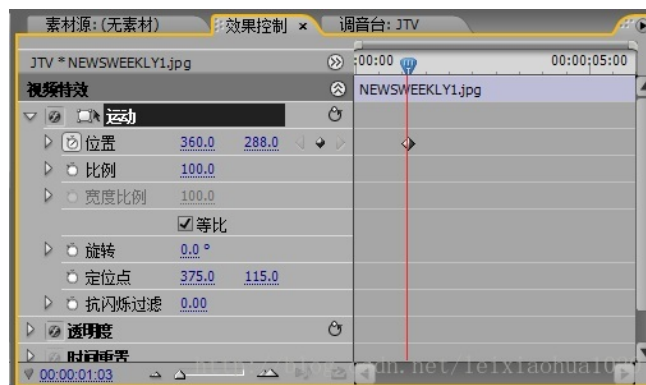 素材源:(无素材) 效果控制 × 调音台: JTV
JTV * NEWSWEEKLY1.jpg :00:00 00:00:05:00
视频特效 NEWSWEEKLY1.jpg
运动
位置 360.0 288.0
比例 100.0
宽度比例 100.0
等比
旋转 0.0 °
定位点 375.0 115.0
抗闪烁过滤 0.00
透明度
时间重置
00:00:01:03